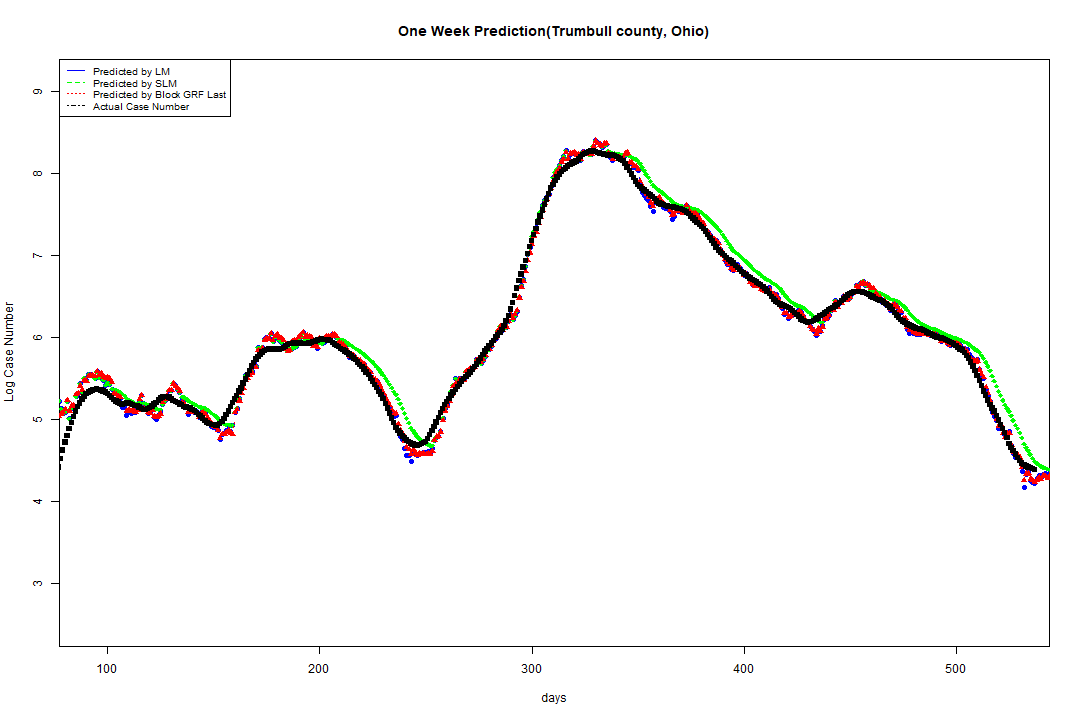 One Week Prediction(Trumbull county, Ohio)
Predicted by LM
Predicted by SLM
Predicted by Block GRF Last
Actual Case Number
9
8
7
6
5
4
3
Log Case Number
100 200 300 400 500
days